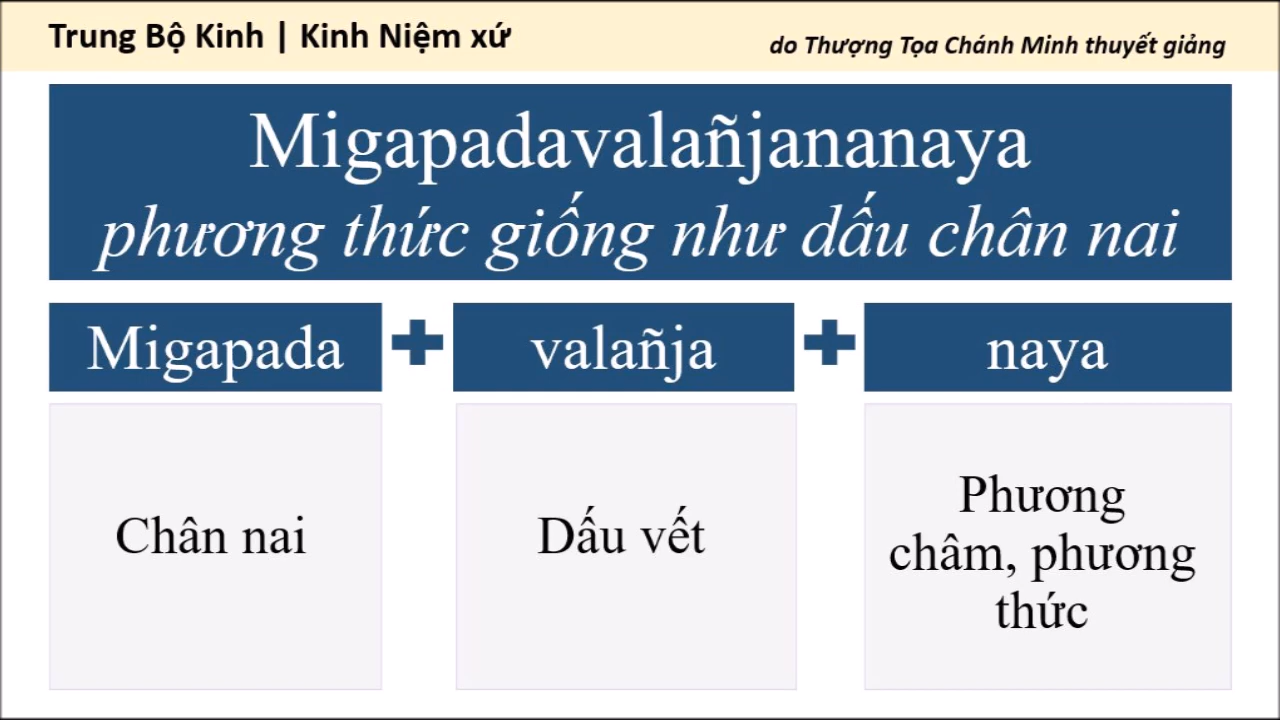 Trung Bộ Kinh | Kinh Niệm xứ
do Thượng Tọa Chánh Minh thuyết giảng
Migapadavalañjananaya
phương thức giống như dấu chân nai
Migapada
valañja
naya
Chân nai
Dấu vết
Phương
châm, phương
thức